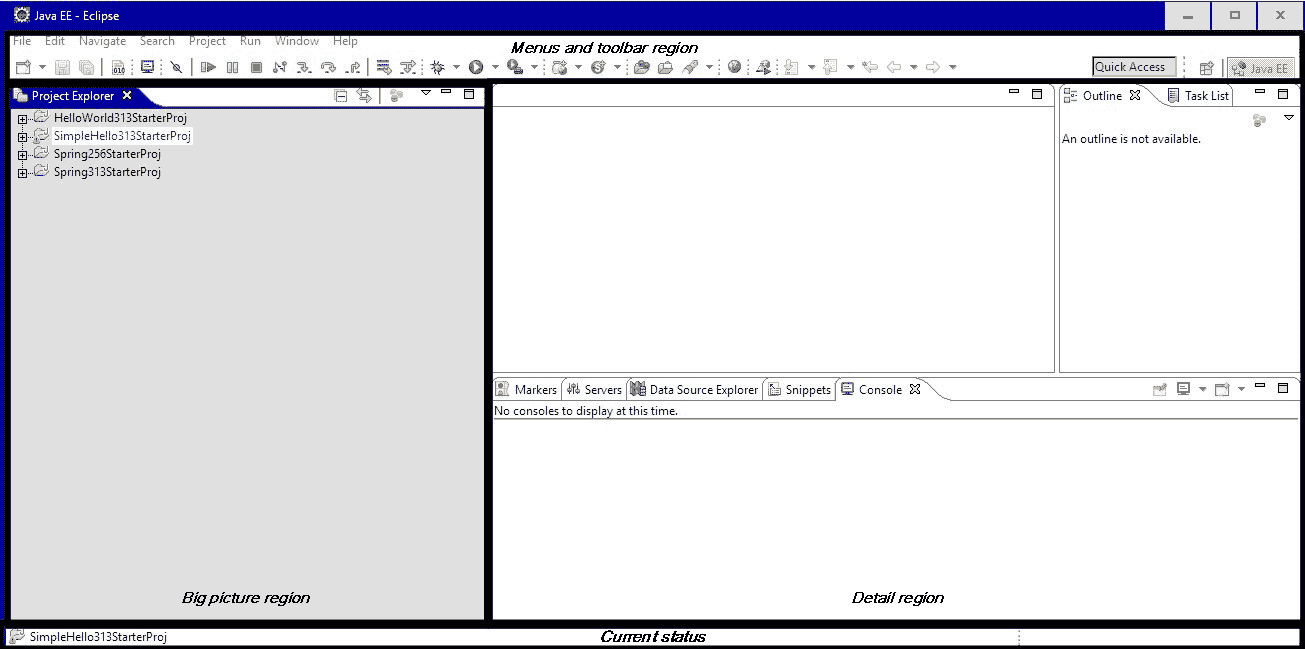 Java EE - Eclipse
File Edit Navigate Search Project Run Window Help
Menus and toolbar region
010
Quick Access
Java EE
Project Explorer
HelloWorld313StarterProj
SimpleHello313StarterProj
Spring256StarterProj
Spring313StarterProj
Big picture region
Outline
Task List
An outline is not available.
Markers Servers Data Source Explorer Snippets Console
No consoles to display at this time.
Detail region
SimpleHello313StarterProj
Current status